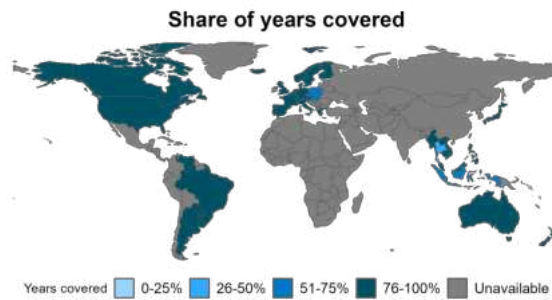 Share of years covered
Years covered 0-25% 26-50% 51-75% 76-100% Unavailable